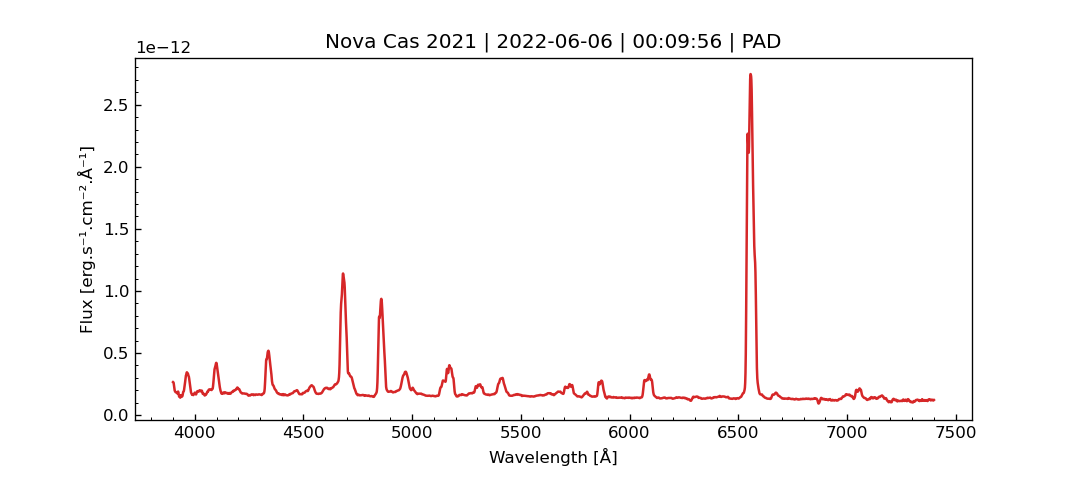 Nova Cas 2021 | 2022-06-06 | 00:09:56 | PAD
1e−12
2.5
2.0
1.5
1.0
0.5
0.0
Flux [erg.s⁻¹.cm⁻².Å⁻¹]
4000 4500 5000 5500 6000 6500 7000 7500
Wavelength [Å]